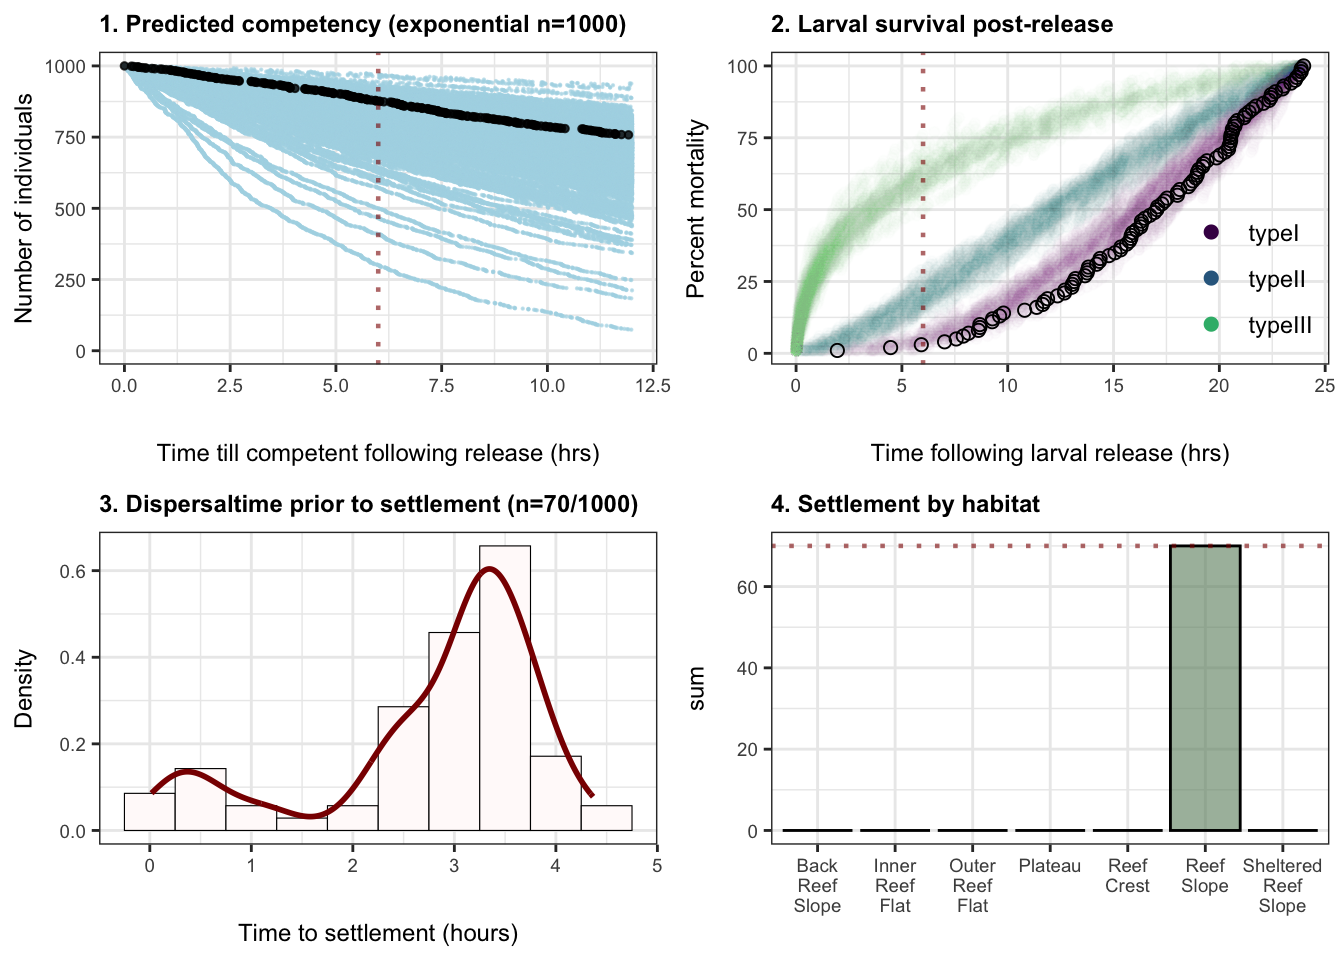 1. Predicted competency (exponential n=1000)
Number of individuals
1000
750
500
250
0
0.0 2.5 5.0 7.5 10.0 12.5
Time till competent following release (hrs)
2. Larval survival post-release
Percent mortality
100
75
50
25
0
typeI
typeII
typeIII
0 5 10 15 20 25
Time following larval release (hrs)
3. Dispersaltime prior to settlement (n=70/1000)
Density
0.6
0.4
0.2
0.0
0 1 2 3 4 5
Time to settlement (hours)
4. Settlement by habitat
sum
60
40
20
0
Back Inner Outer Plateau Reef Reef Sheltered
Reef Reef Reef Crest Slope Reef
Slope Flat Flat Slope